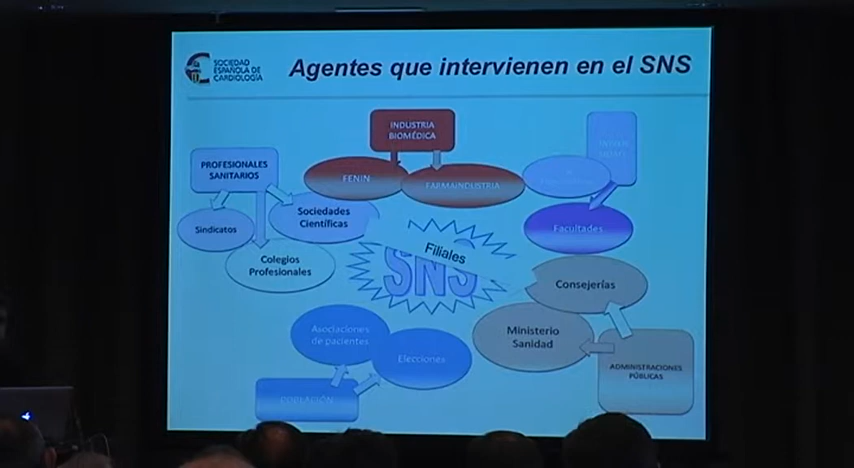 SOCIEDAD
ESPAÑOLA DE
CARDIOLOGÍA
Agentes que intervienen en el SNS
INDUSTRIA
BIOMÉDICA
FENIN
FARMAINDUSTRIA
PROFESIONALES
SANITARIOS
Sindicatos
Sociedades
Científicas
Colegios
Profesionales
Facultades
Filiales
SNS
Consejerías
Ministerio
Sanidad
ADMINISTRACIONES
PÚBLICAS
Asociaciones
de pacientes
Elecciones
POBLACIÓN